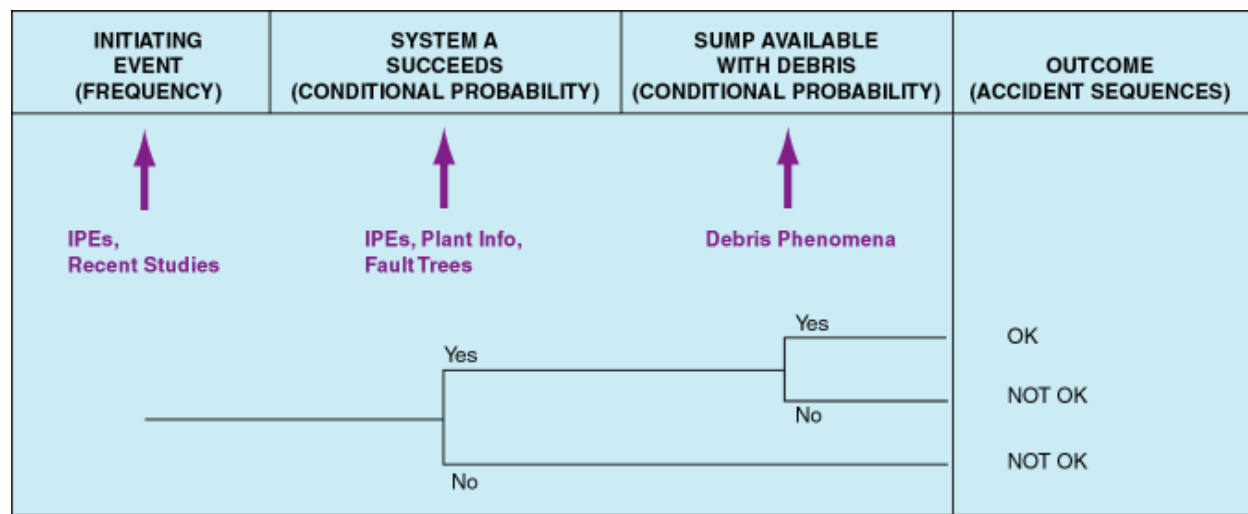 INITIATING
EVENT
(FREQUENCY)
SYSTEM A
SUCCEEDS
(CONDITIONAL PROBABILITY)
SUMP AVAILABLE
WITH DEBRIS
(CONDITIONAL PROBABILITY)
OUTCOME
(ACCIDENT SEQUENCES)
IPEs,
Recent Studies
IPEs, Plant Info,
Fault Trees
Debris Phenomena
Yes
OK
Yes
NOT OK
No
NOT OK
No